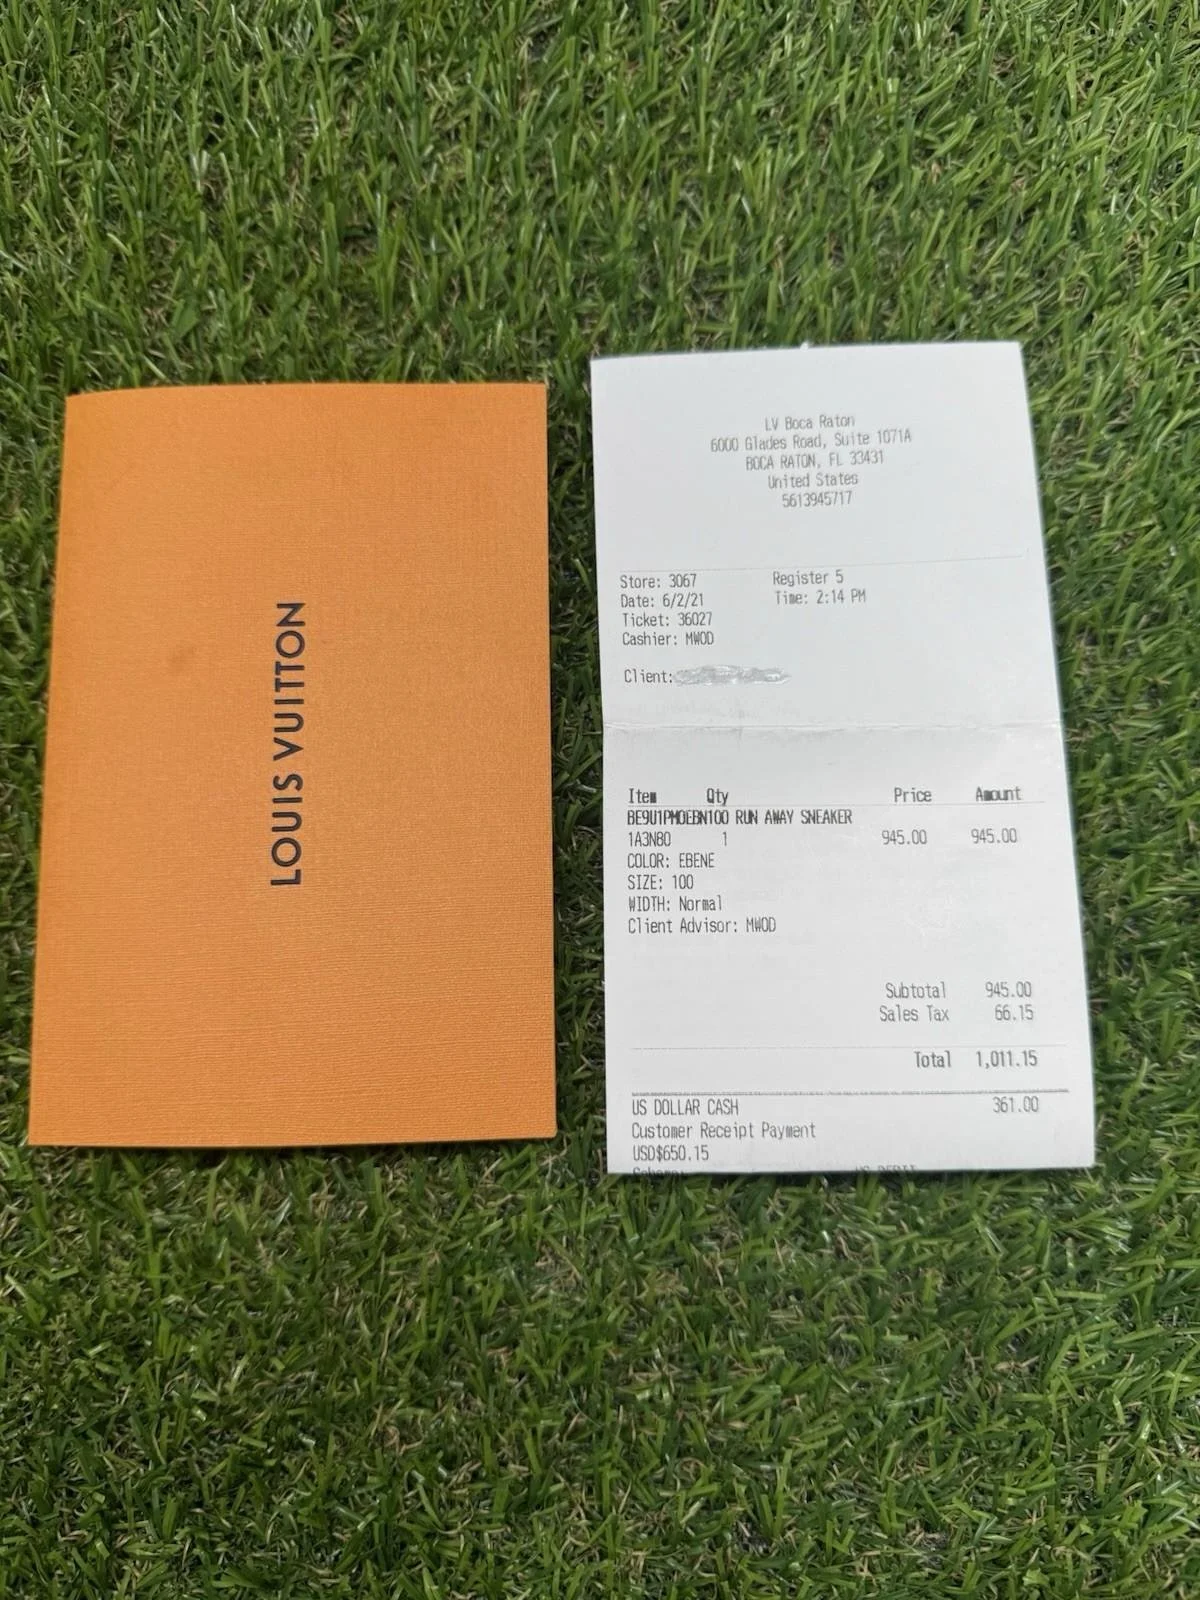 LOUIS VUITTON
LV Boca Raton
6000 Glades Road, Suite 1071A
BOCA RATON, FL 33431
United States
5613945717
Store: 3067 Register 5
Date: 6/2/21 Time: 2:14 PM
Ticket: 36027
Cashier: MWOD
Client:
Item Qty Price Amount
BE9U1PMOEBN100 RUN AWAY SNEAKER
1A3N80 1 945.00 945.00
COLOR: EBENE
SIZE: 100
WIDTH: Normal
Client Advisor: MWOD
Subtotal 945.00
Sales Tax 66.15
Total 1,011.15
US DOLLAR CASH 361.00
Customer Receipt Payment
USD$650.15